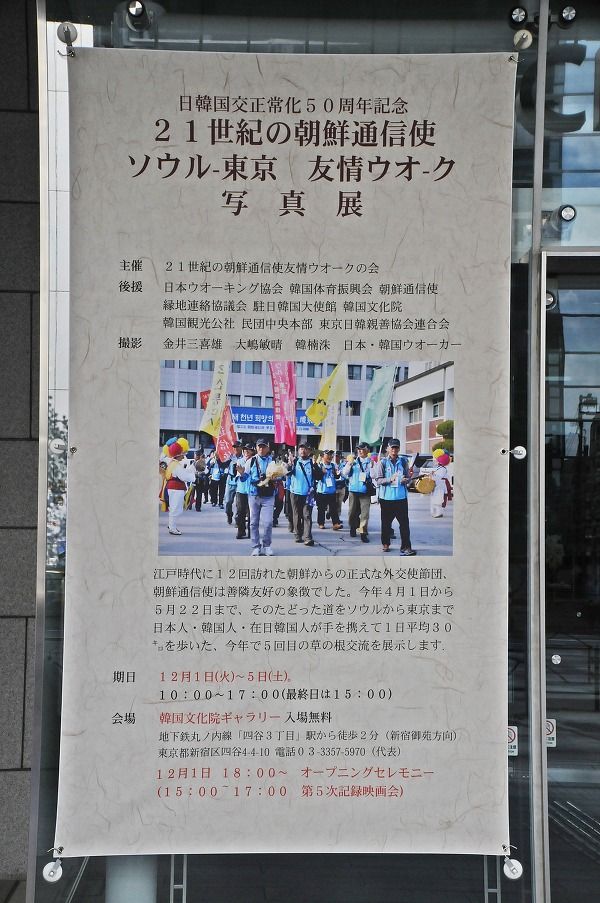 日韓国交正常化５０周年記念
２１世紀の朝鮮通信使
ソウル-東京　友情ウオ-ク
写 真 展
主催　２１世紀の朝鮮通信使友情ウオークの会
後援　日本ウオーキング協会 韓国体育振興会 朝鮮通信使
縁地連絡協議会 駐日韓国大使館 韓国文化院
韓国観光公社 民団中央本部 東京日韓親善協会連合会
撮影　金井三喜雄　大嶋敏晴　韓楠洙　日本・韓国ウオーカー
江戸時代に１２回訪れた朝鮮からの正式な外交使節団、
朝鮮通信使は善隣友好の象徴でした。今年４月１日から
５月２２日まで、そのたどった道をソウルから東京まで
日本人・韓国人・在日韓国人が手を携えて１日平均３０
㌔を歩いた、今年で５回目の草の根交流を展示します.
期日　１２月１日(火)～５日(土)。
１０：００～１７：００(最終日は１５：００)
会場　韓国文化院ギャラリー 入場無料
地下鉄丸ノ内線「四谷３丁目」駅から徒歩２分（新宿御苑方向）
東京都新宿区四谷4-4-10 電話０３-3357-5970（代表）
１２月１日 １８：００～　オープニングセレモニー
(１５：００~１７：００　第５次記録映画会)